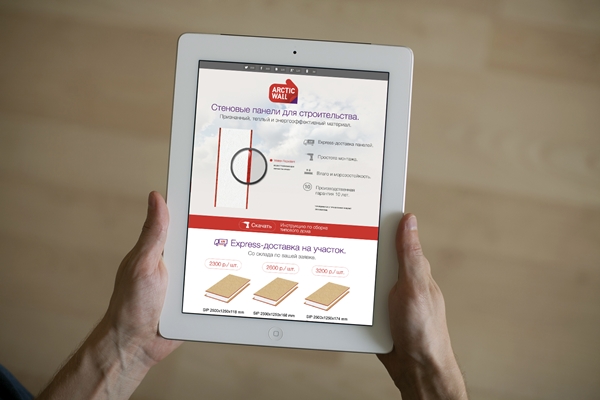 ARCTIC
WALL
Стеновые панели для строительства.
Признанный, теплый и энергоэффективный материал.
Express-доставка панелей.
Простота монтажа.
Влаго и морозостойкость.
Производственная
гарантия 10 лет.
Скачать
Инструкцию по сборке
типового дома
Express-доставка на участок.
Со склада по вашей заявке.
2300 р./ шт.
2600 р./ шт.
3200 р./ шт.
SIP 2500x1250x118 mm
SIP 2500x1250x168 mm
SIP 2500x1250x174 mm